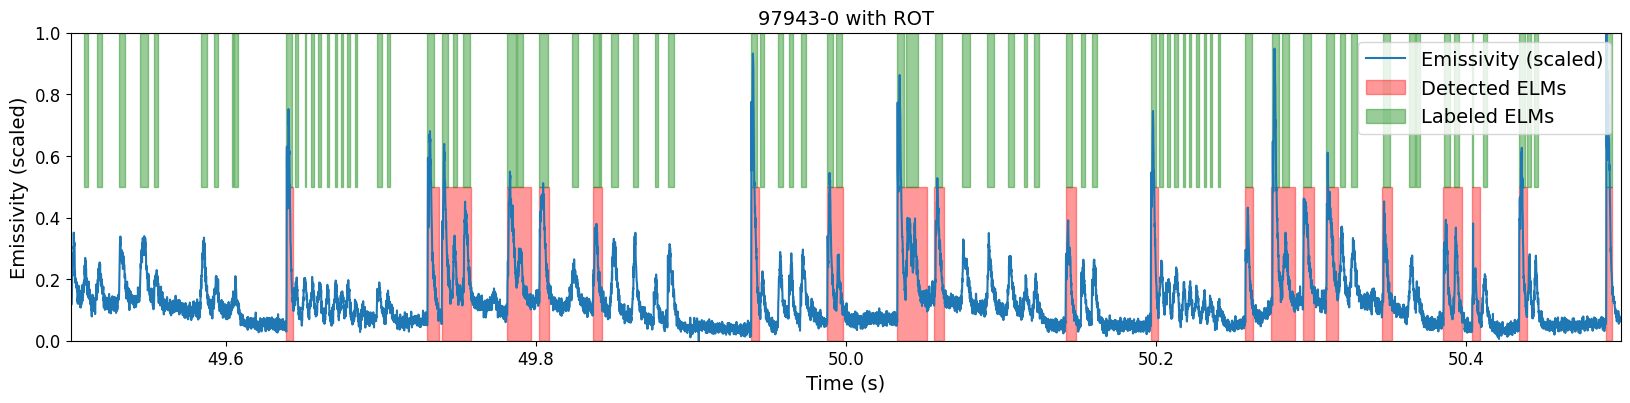 97943-0 with ROT
Emissivity (scaled)
1.0
0.8
0.6
0.4
0.2
0.0
Emissivity (scaled)
Detected ELMs
Labeled ELMs
49.6
49.8
50.0
50.2
50.4
Time (s)